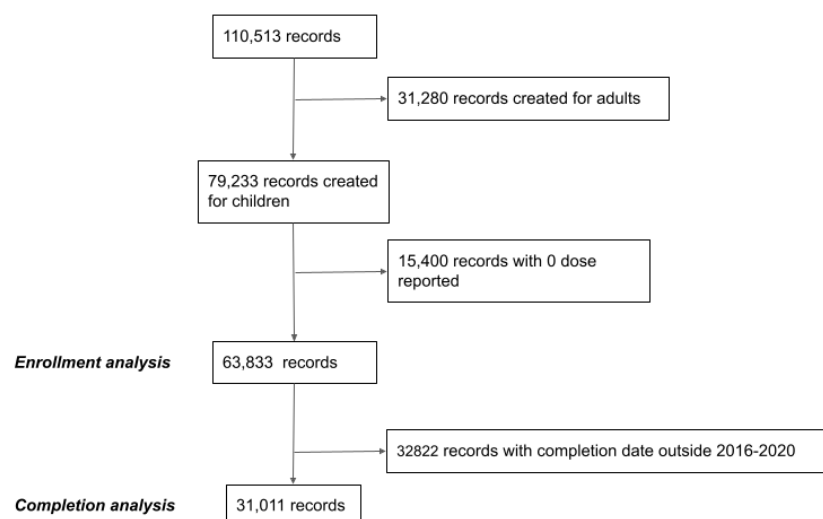 110,513 records
31,280 records created for adults
79,233 records created
for children
15,400 records with 0 dose
reported
Enrollment analysis
63,833 records
32822 records with completion date outside 2016-2020
Completion analysis
31,011 records